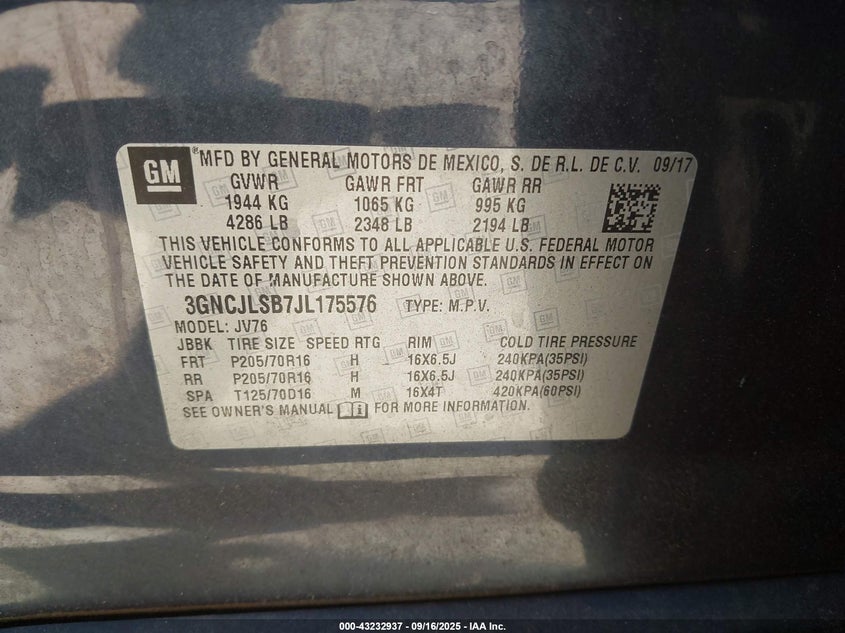 GM ® MFD BY GENERAL MOTORS DE MEXICO, S. DE R.L. DE C.V. 09/17
GVWR GAWR FRT GAWR RR
1944 KG 1065 KG 995 KG
4286 LB 2348 LB 2194 LB
THIS VEHICLE CONFORMS TO ALL APPLICABLE U.S. FEDERAL MOTOR
VEHICLE SAFETY AND THEFT PREVENTION STANDARDS IN EFFECT ON
THE DATE OF MANUFACTURE SHOWN ABOVE.
3GNCJLSB7JL175576 TYPE: M.P.V.
MODEL: JV76
JBBK TIRE SIZE SPEED RTG RIM COLD TIRE PRESSURE
FRT P205/70R16 H 16X6.5J 240KPA(35PSI)
RR P205/70R16 H 16X6.5J 240KPA(35PSI)
SPA T125/70D16 M 16X4T 420KPA(60PSI)
SEE OWNER'S MANUAL FOR MORE INFORMATION.
000-43232937 - 09/16/2025 - IAA Inc.